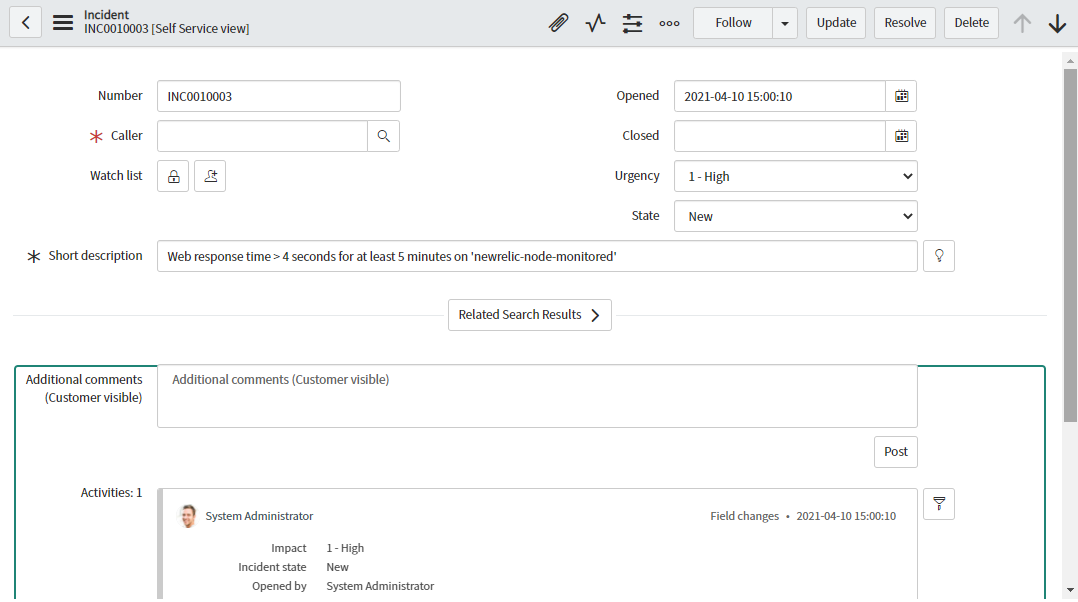 Incident
INC0010003 [Self Service view]
Follow
Update
Resolve
Delete
Number
INC0010003
Opened
2021-04-10 15:00:10
Caller
Closed
Watch list
Urgency
1 - High
State
New
Short description
Web response time > 4 seconds for at least 5 minutes on 'newrelic-node-monitored'
Related Search Results
Additional comments
(Customer visible)
Additional comments (Customer visible)
Post
Activities: 1
System Administrator
Field changes • 2021-04-10 15:00:10
Impact 1 - High
Incident state New
Opened by System Administrator